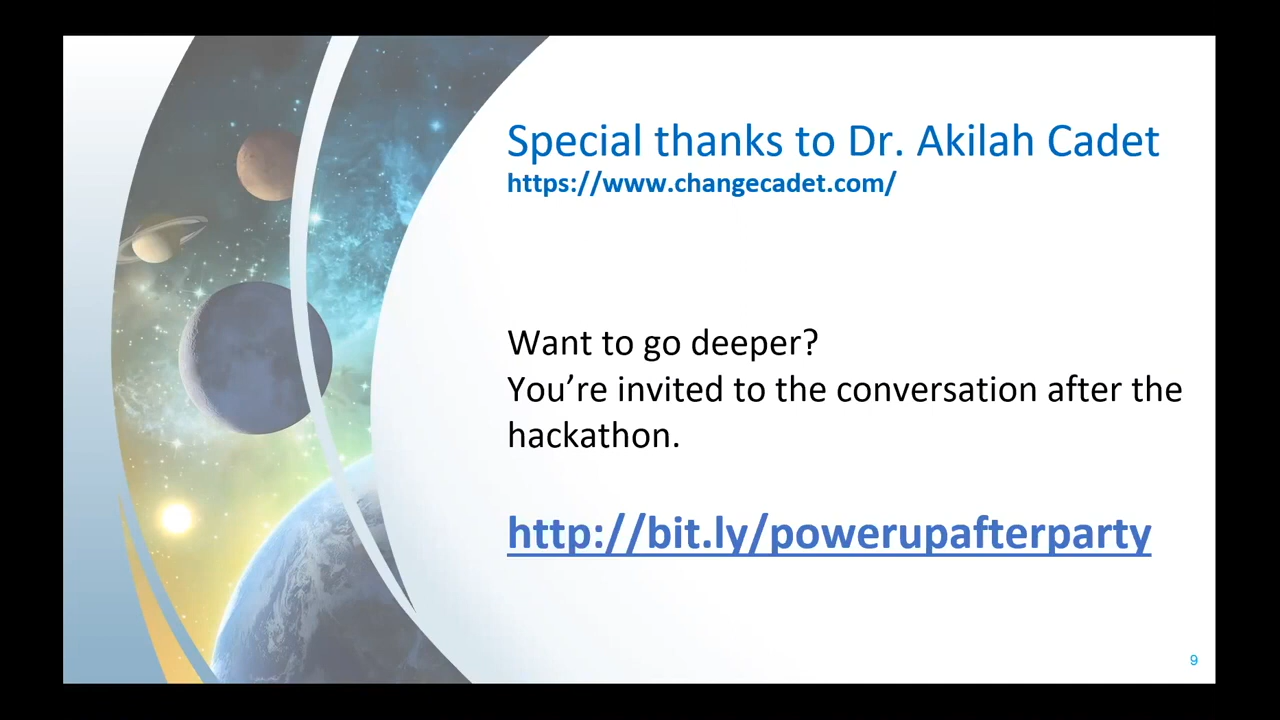 Special thanks to Dr. Akilah Cadet
https://www.changecadet.com/
Want to go deeper?
You’re invited to the conversation after the
hackathon.
http://bit.ly/powerupafterparty
9